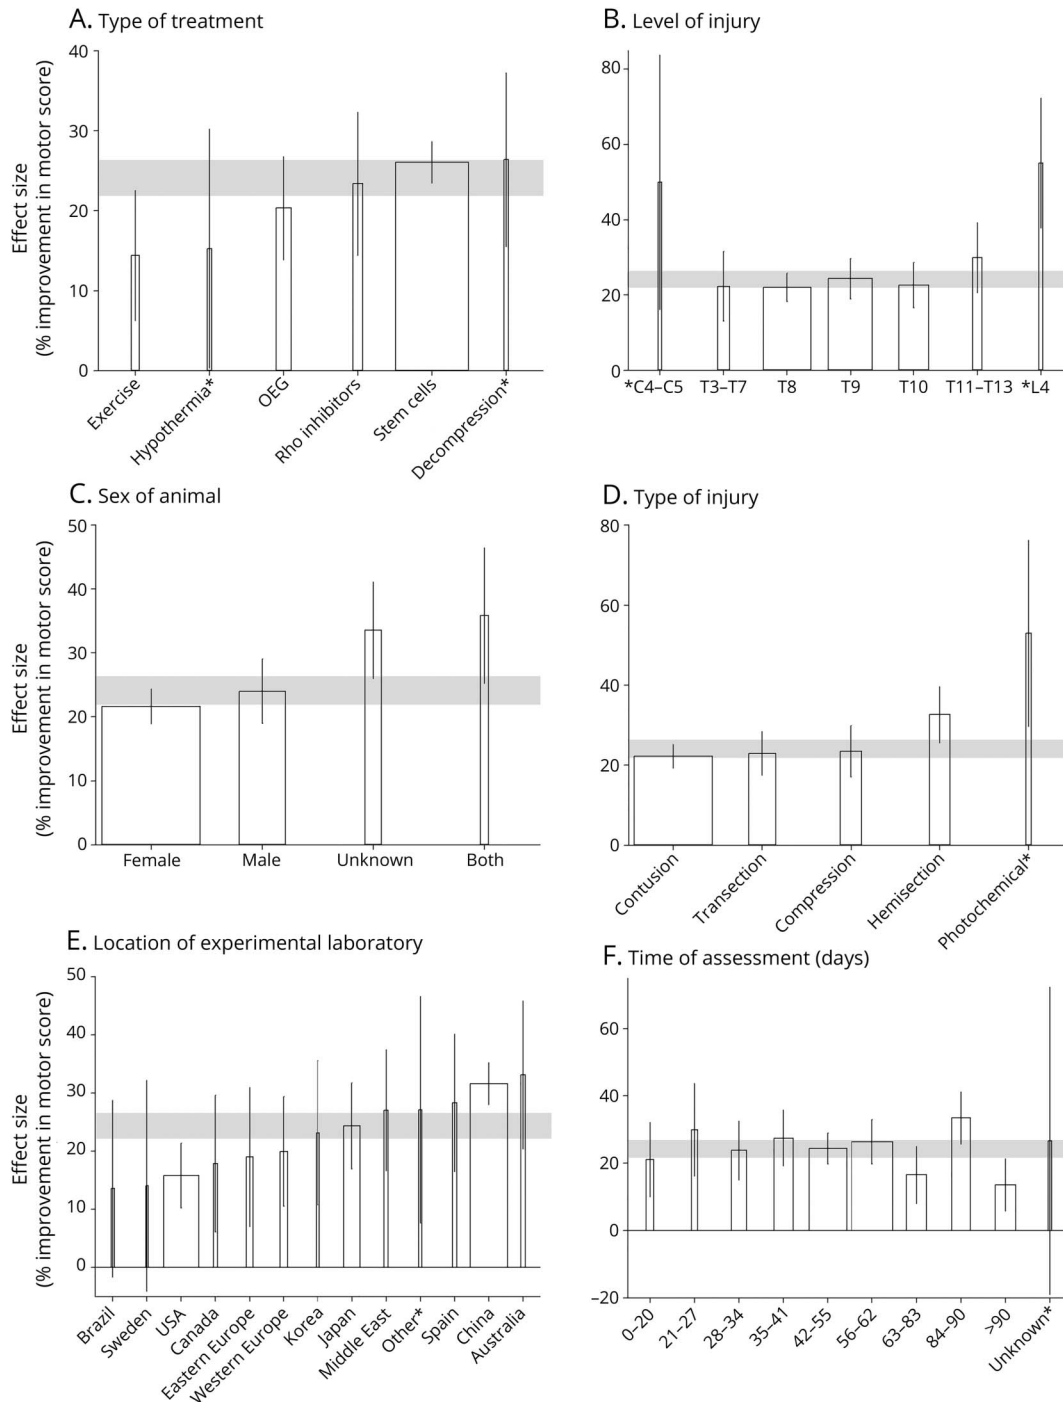 A. Type of treatment
Effect size
(% improvement in motor score)
40
30
20
10
0
Exercise
Hypothermia*
OEG
Rho inhibitors
Stem cells
Decompression*
B. Level of injury
80
60
40
20
0
*C4–C5
T3–T7
T8
T9
T10
T11–T13
*L4
C. Sex of animal
Effect size
(% improvement in motor score)
50
40
30
20
10
0
Female
Male
Unknown
Both
D. Type of injury
80
60
40
20
0
Contusion
Transection
Compression
Hemisection
Photochemical*
E. Location of experimental laboratory
Effect size
(% improvement in motor score)
50
40
30
20
10
0
Brazil
Sweden
USA
Canada
Eastern Europe
Western Europe
Korea
Japan
Middle East
Other*
Spain
China
Australia
F. Time of assessment (days)
60
40
20
0
–20
0–20
21–27
28–34
35–41
42–55
56–62
63–83
84–90
>90
Unknown*